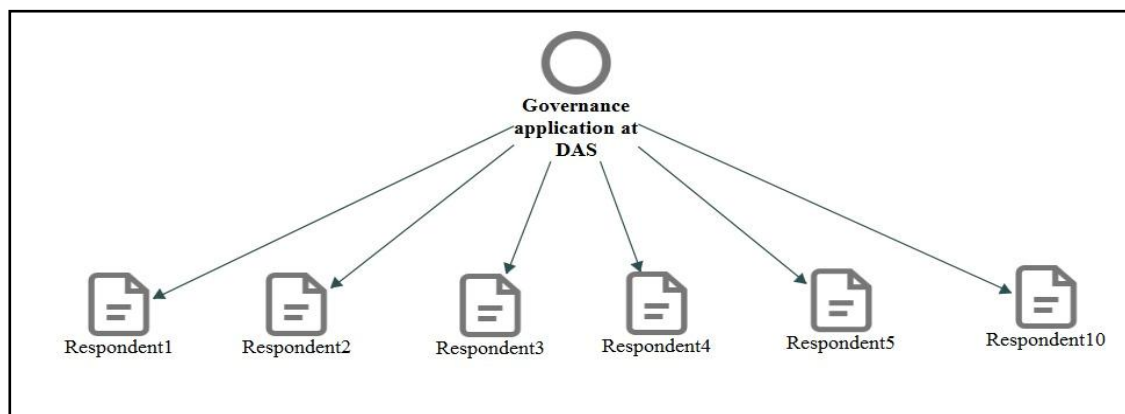 Governance
application at
DAS
Respondent1
Respondent2
Respondent3
Respondent4
Respondent5
Respondent10